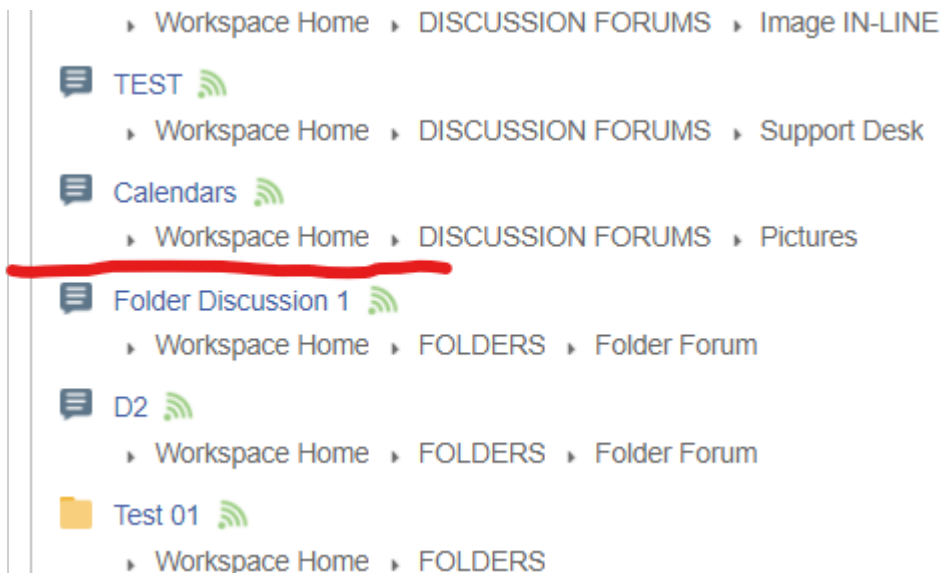 Workspace Home DISCUSSION FORUMS Image IN-LINE
TEST
Workspace Home DISCUSSION FORUMS Support Desk
Calendars
Workspace Home DISCUSSION FORUMS Pictures
Folder Discussion 1
Workspace Home FOLDERS Folder Forum
D2
Workspace Home FOLDERS Folder Forum
Test 01
Workspace Home FOLDERS